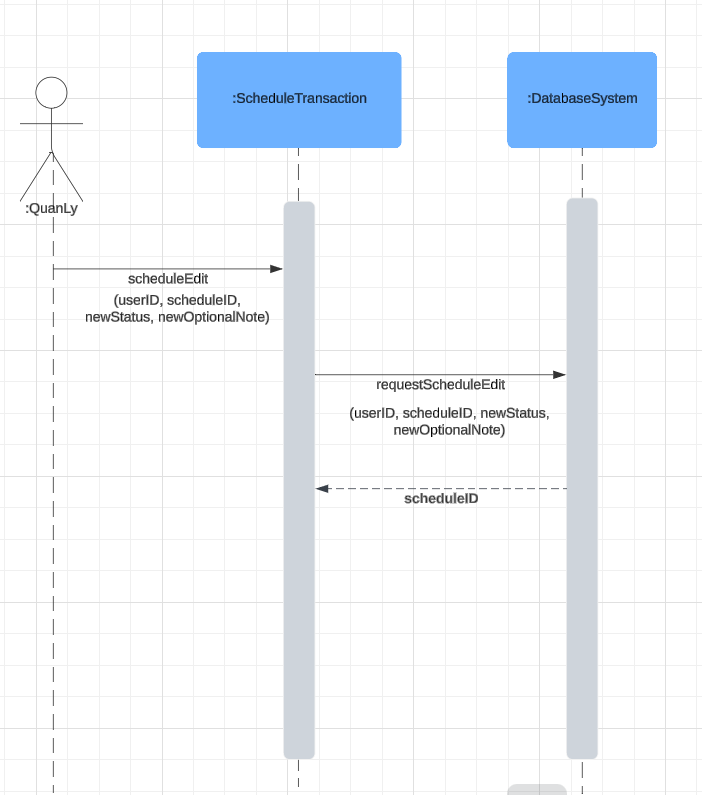 :ScheduleTransaction
:DatabaseSystem
:QuanLy
scheduleEdit
(userID, scheduleID,
newStatus, newOptionalNote)
requestScheduleEdit
(userID, scheduleID, newStatus,
newOptionalNote)
scheduleID